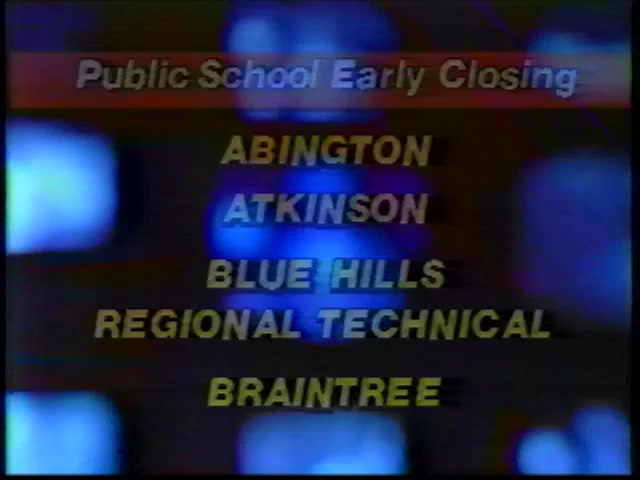 Public School Early Closing
ABINGTON
ATKINSON
BLUE HILLS
REGIONAL TECHNICAL
BRAINTREE